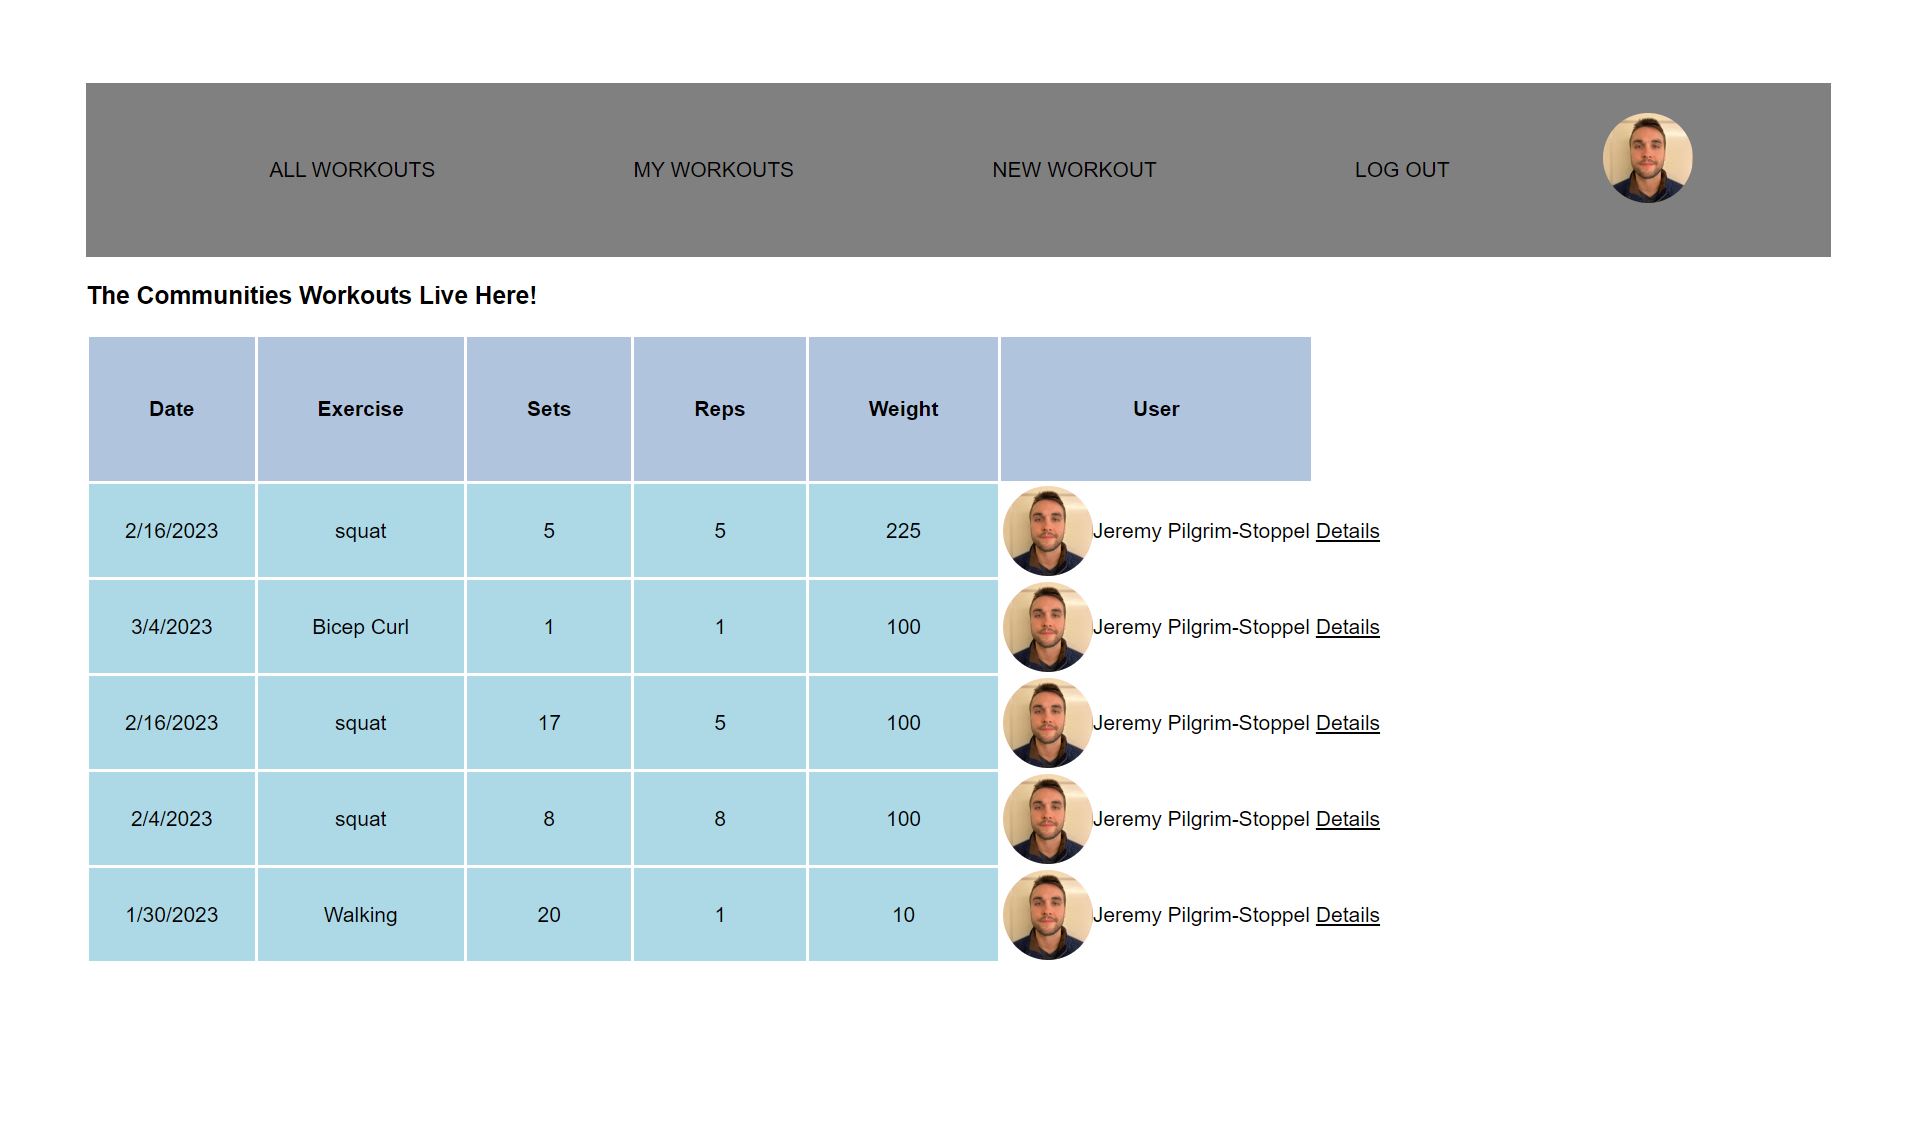 ALL WORKOUTS MY WORKOUTS NEW WORKOUT LOG OUT
The Communities Workouts Live Here!
Date Exercise Sets Reps Weight User
2/16/2023 squat 5 5 225 Jeremy Pilgrim-Stoppel Details
3/4/2023 Bicep Curl 1 1 100 Jeremy Pilgrim-Stoppel Details
2/16/2023 squat 17 5 100 Jeremy Pilgrim-Stoppel Details
2/4/2023 squat 8 8 100 Jeremy Pilgrim-Stoppel Details
1/30/2023 Walking 20 1 10 Jeremy Pilgrim-Stoppel Details